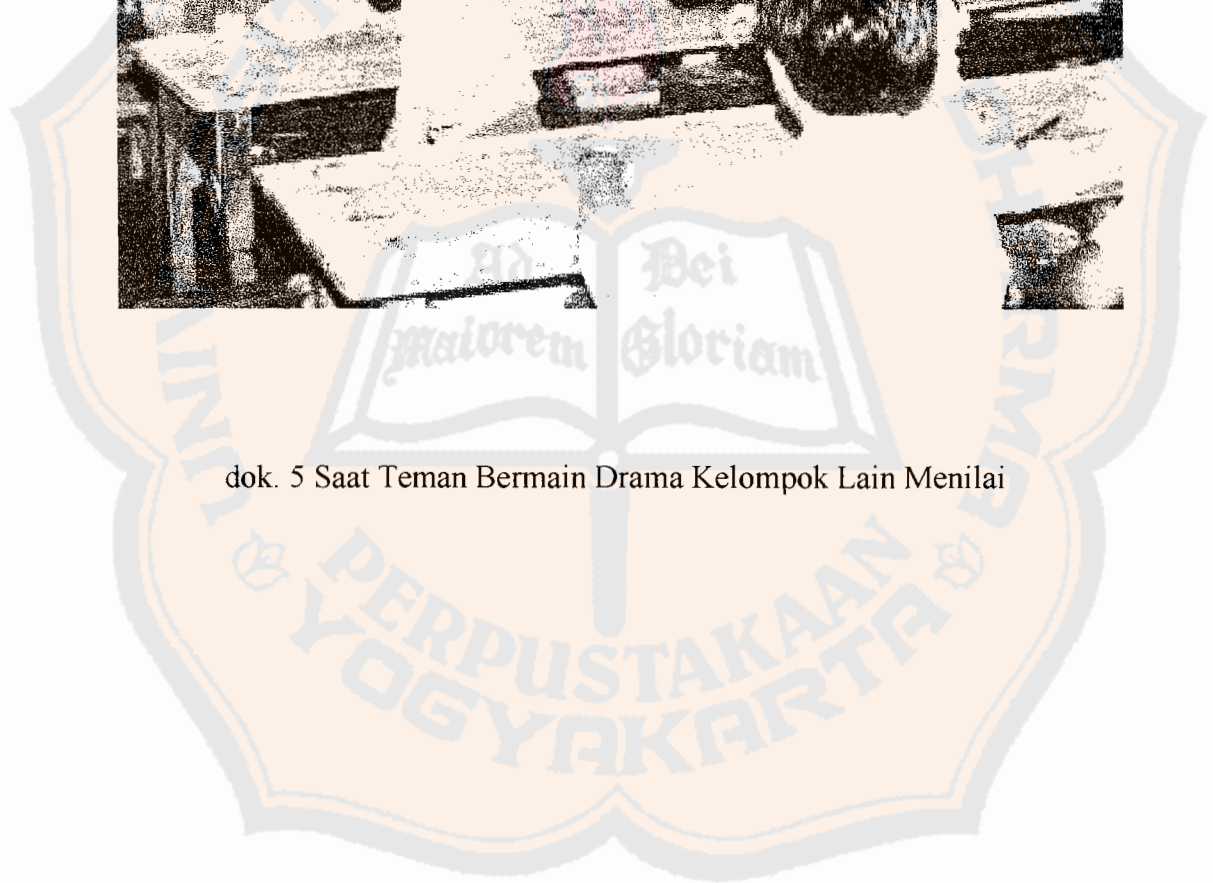 Ad Dei
Maiorem Gloriam
dok. 5 Saat Teman Bermain Drama Kelompok Lain Menilai
PERPUSTAKAAN
YOGYAKARTA